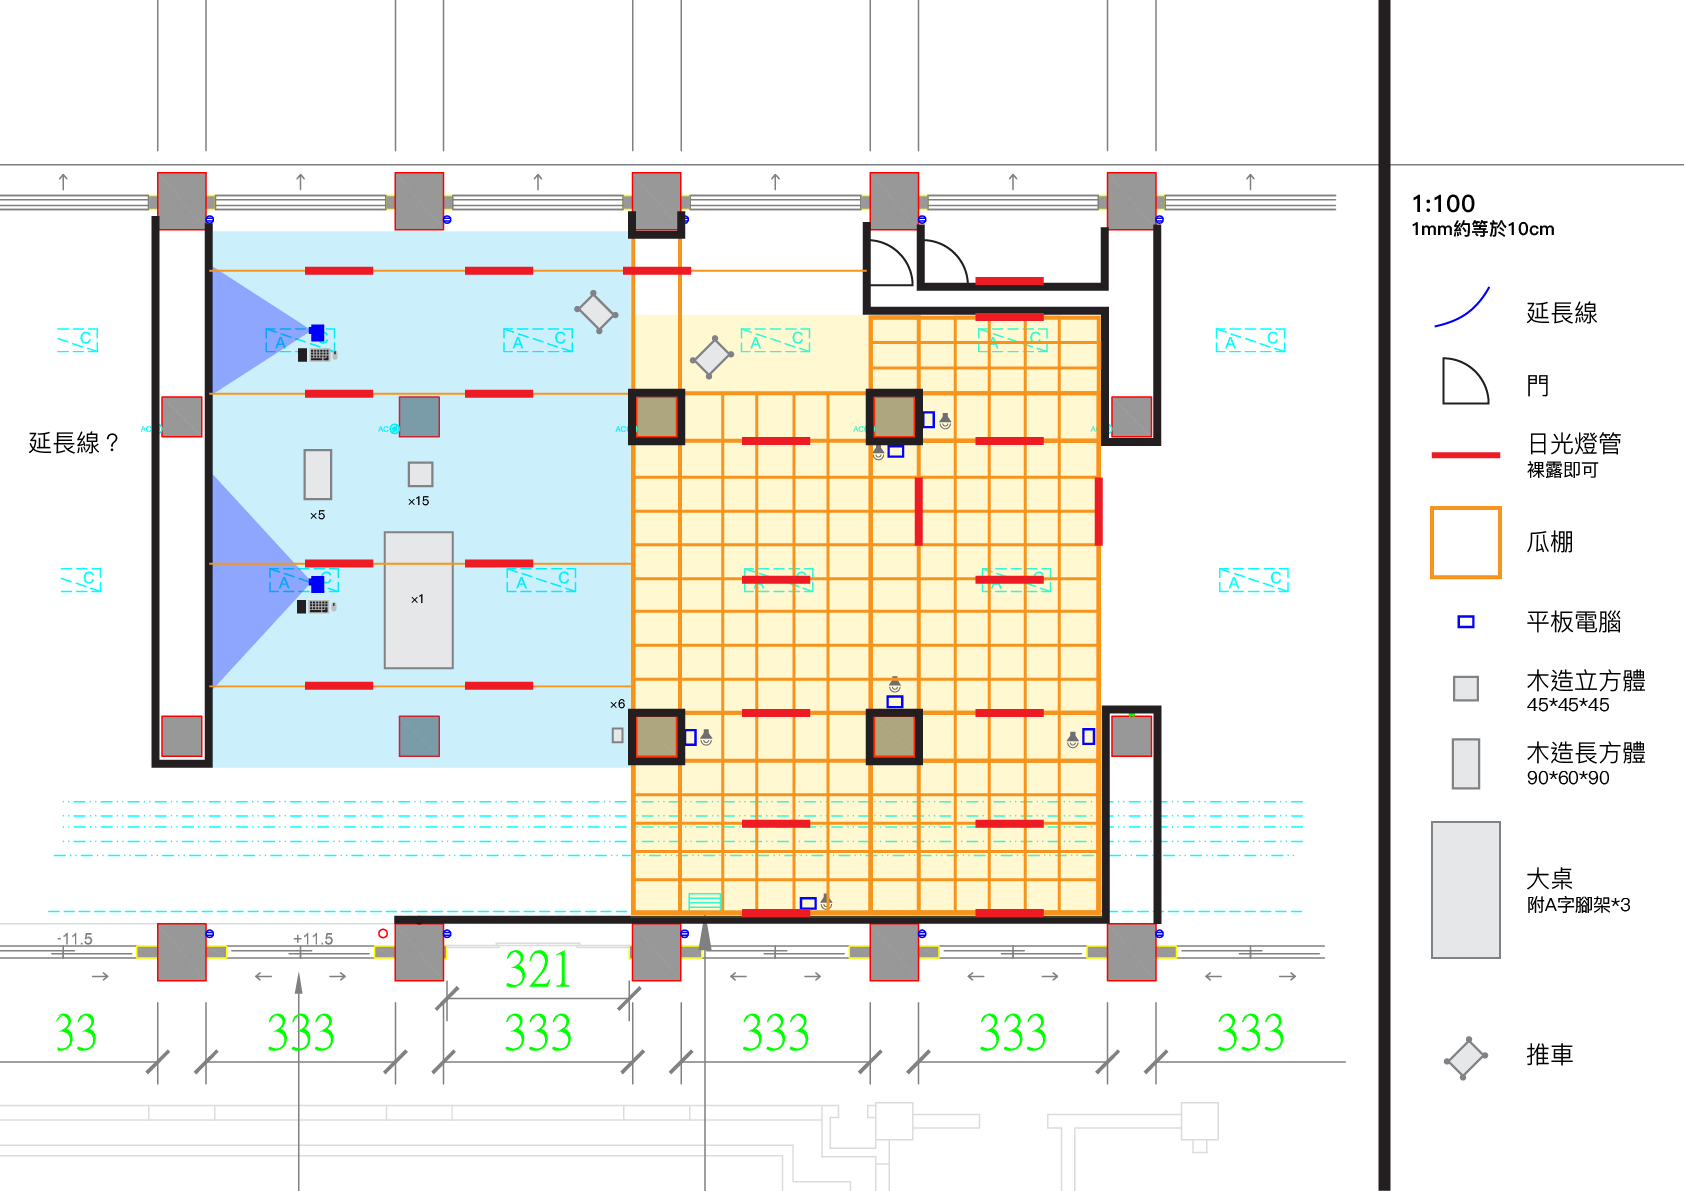 1:100
1mm約等於10cm
延長線
門
日光燈管
裸露即可
瓜棚
平板電腦
木造立方體
45*45*45
木造長方體
90*60*90
大桌
附A字腳架*3
推車
C
A C
A C
A C
A C
A C
延長線？
AC
AC
AC
AC
AC
×5
×15
×1
×6
C
A C
A C
A C
A C
A C
-11.5
+11.5
321
33
333
333
333
333
333